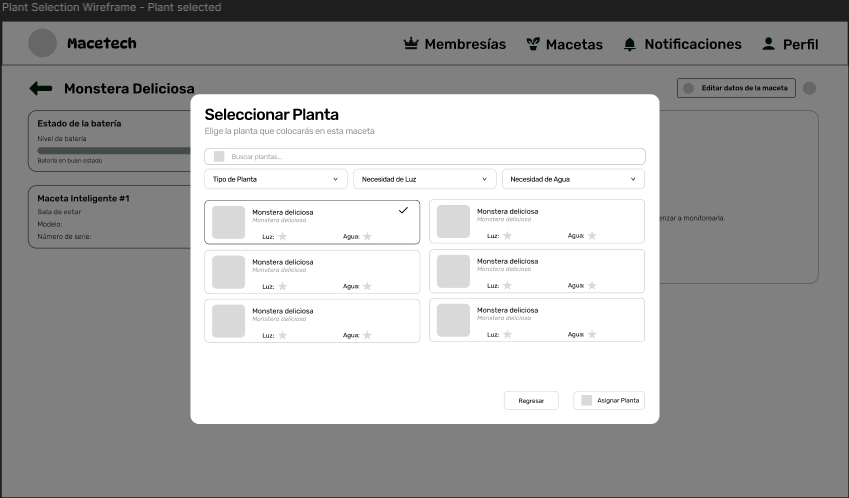 Plant Selection Wireframe - Plant selected
Macetech
Membresías
Macetas
Notificaciones
Perfil
Monstera Deliciosa
Editar datos de la maceta
Estado de la batería
Nivel de batería
Batería en buen estado
Maceta Inteligente #1
Sala de estar
Modelo:
Número de serie:
enzar a monitorearla.
Seleccionar Planta
Elige la planta que colocarás en esta maceta
Buscar plantas...
Tipo de Planta
Necesidad de Luz
Necesidad de Agua
Monstera deliciosa
Monstera deliciosa
Luz:
Agua:
Monstera deliciosa
Monstera deliciosa
Luz:
Agua:
Monstera deliciosa
Monstera deliciosa
Luz:
Agua:
Monstera deliciosa
Monstera deliciosa
Luz:
Agua:
Monstera deliciosa
Monstera deliciosa
Luz:
Agua:
Monstera deliciosa
Monstera deliciosa
Luz:
Agua:
Regresar
Asignar Planta